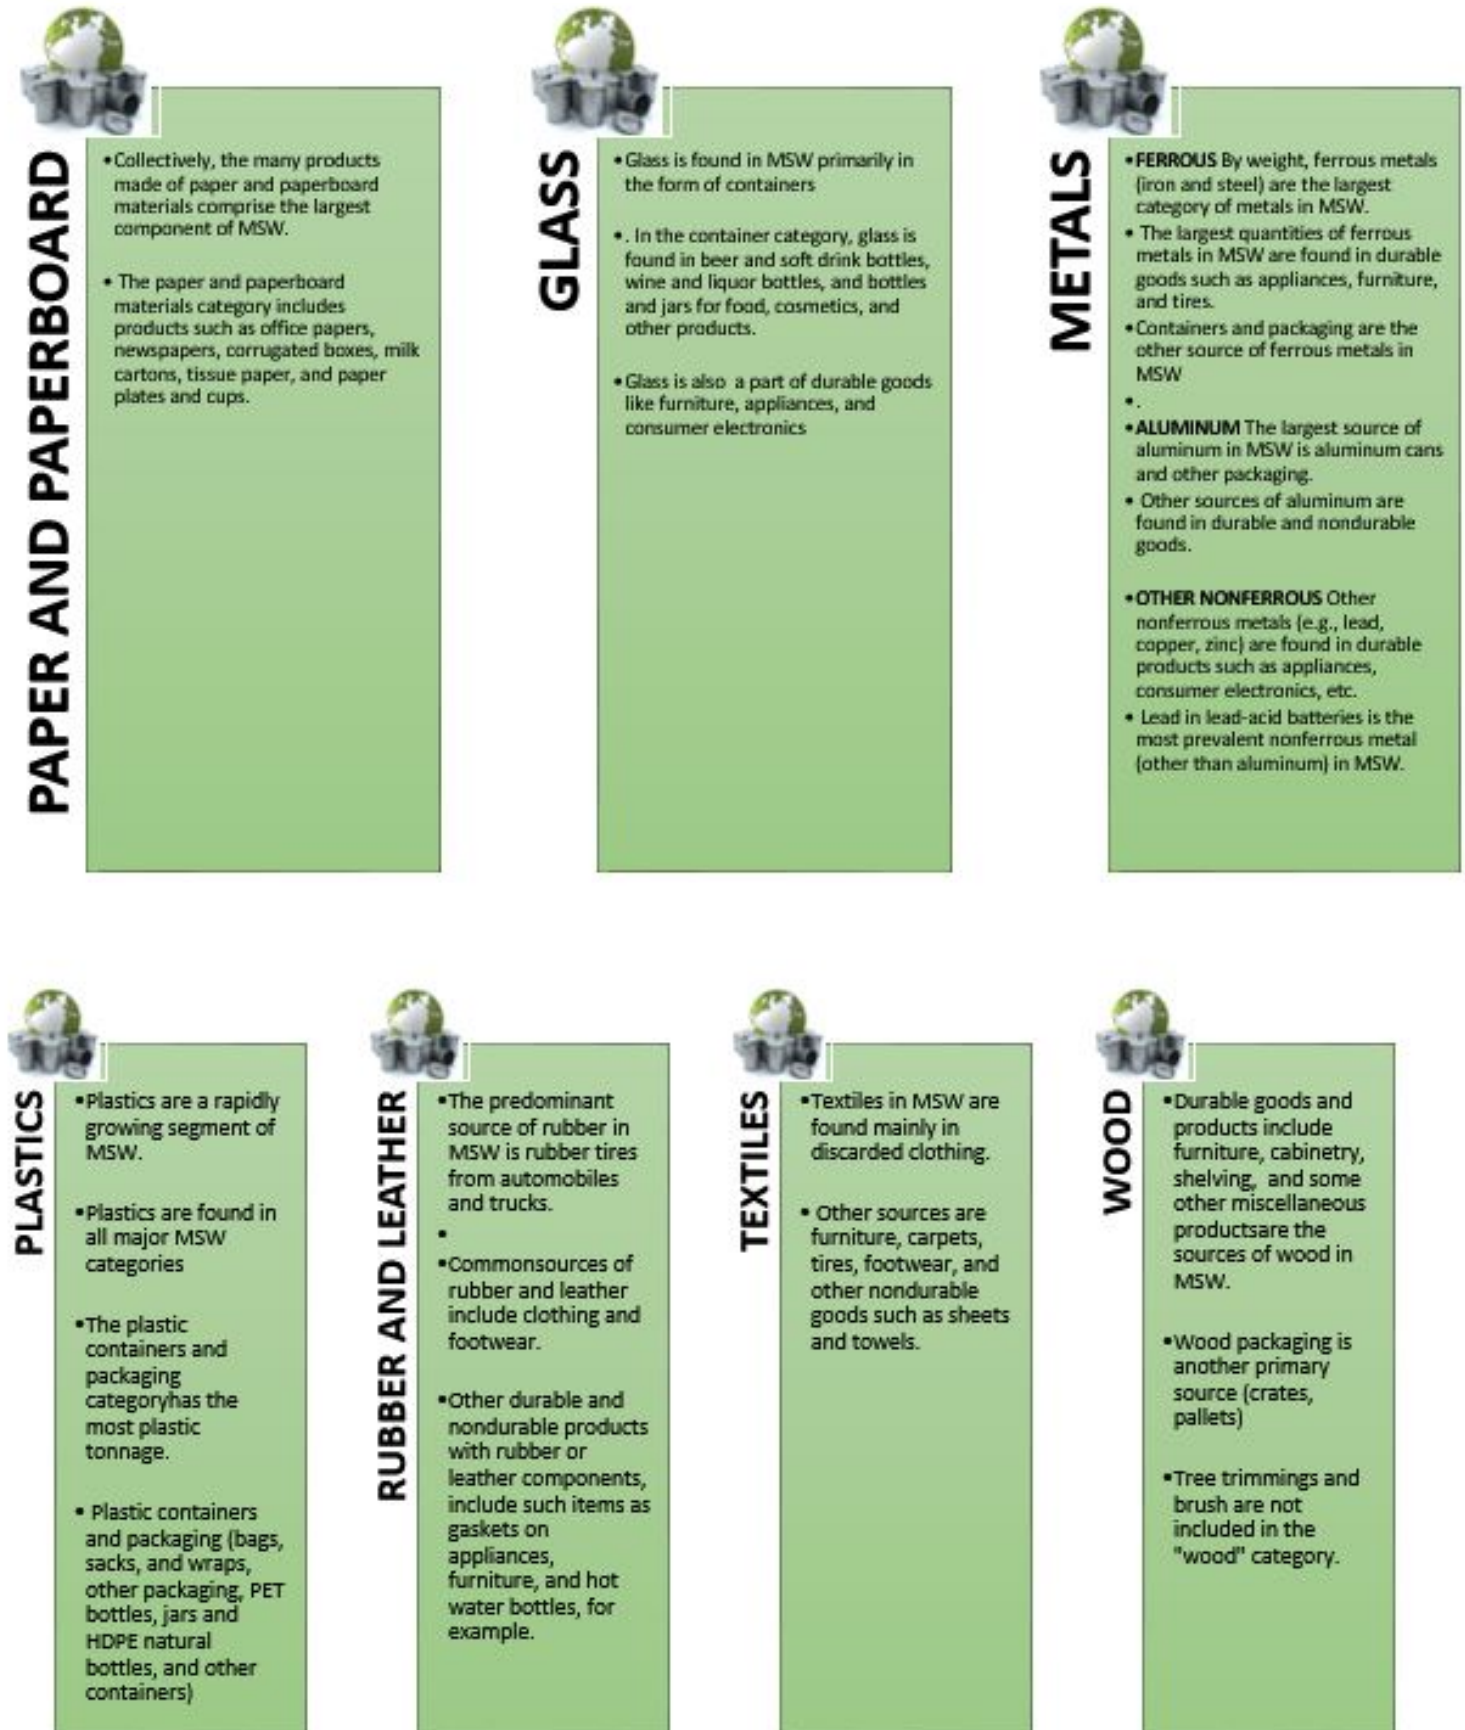 PAPER AND PAPERBOARD
•Collectively, the many products
made of paper and paperboard
materials comprise the largest
component of MSW.
• The paper and paperboard
materials category includes
products such as office papers,
newspapers, corrugated boxes, milk
cartons, tissue paper, and paper
plates and cups.
GLASS
•Glass is found in MSW primarily in
the form of containers
•. In the container category, glass is
found in beer and soft drink bottles,
wine and liquor bottles, and bottles
and jars for food, cosmetics, and
other products.
•Glass is also a part of durable goods
like furniture, appliances, and
consumer electronics
METALS
•FERROUS By weight, ferrous metals
(iron and steel) are the largest
category of metals in MSW.
• The largest quantities of ferrous
metals in MSW are found in durable
goods such as appliances, furniture,
and tires.
•Containers and packaging are the
other source of ferrous metals in
MSW
•.
•ALUMINUM The largest source of
aluminum in MSW is aluminum cans
and other packaging.
• Other sources of aluminum are
found in durable and nondurable
goods.
•OTHER NONFERROUS Other
nonferrous metals (e.g., lead,
copper, zinc) are found in durable
products such as appliances,
consumer electronics, etc.
• Lead in lead-acid batteries is the
most prevalent nonferrous metal
(other than aluminum) in MSW.
PLASTICS
•Plastics are a rapidly
growing segment of
MSW.
•Plastics are found in
all major MSW
categories
•The plastic
containers and
packaging
categoryhas the
most plastic
tonnage.
• Plastic containers
and packaging (bags,
sacks, and wraps,
other packaging, PET
bottles, jars and
HDPE natural
bottles, and other
containers)
RUBBER AND LEATHER
•The predominant
source of rubber in
MSW is rubber tires
from automobiles
and trucks.
•
•Commonsources of
rubber and leather
include clothing and
footwear.
•Other durable and
nondurable products
with rubber or
leather components,
include such items as
gaskets on
appliances,
furniture, and hot
water bottles, for
example.
TEXTILES
•Textiles in MSW are
found mainly in
discarded clothing.
• Other sources are
furniture, carpets,
tires, footwear, and
other nondurable
goods such as sheets
and towels.
WOOD
•Durable goods and
products include
furniture, cabinetry,
shelving,  and some
other miscellaneous
productsare the
sources of wood in
MSW.
•Wood packaging is
another primary
source (crates,
pallets)
•Tree trimmings and
brush are not
included in the
"wood" category.